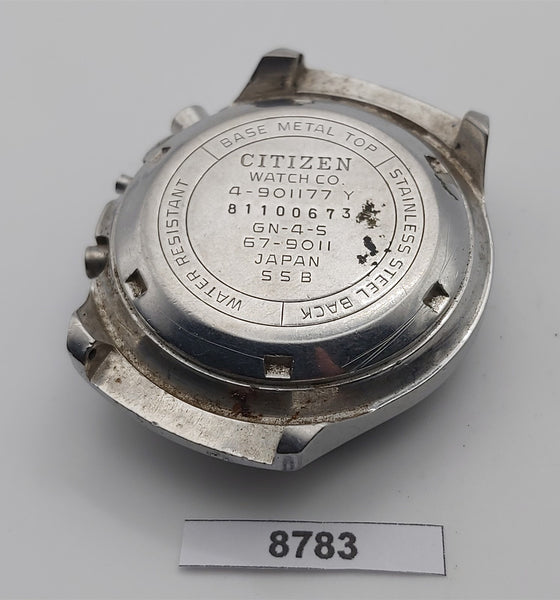 BASE METAL TOP
STAINLESS STEEL BACK
WATER RESISTANT
CITIZEN
WATCH CO.
4-901177 Y
81100673
GN-4-S
67-9011
JAPAN
SSB
8783